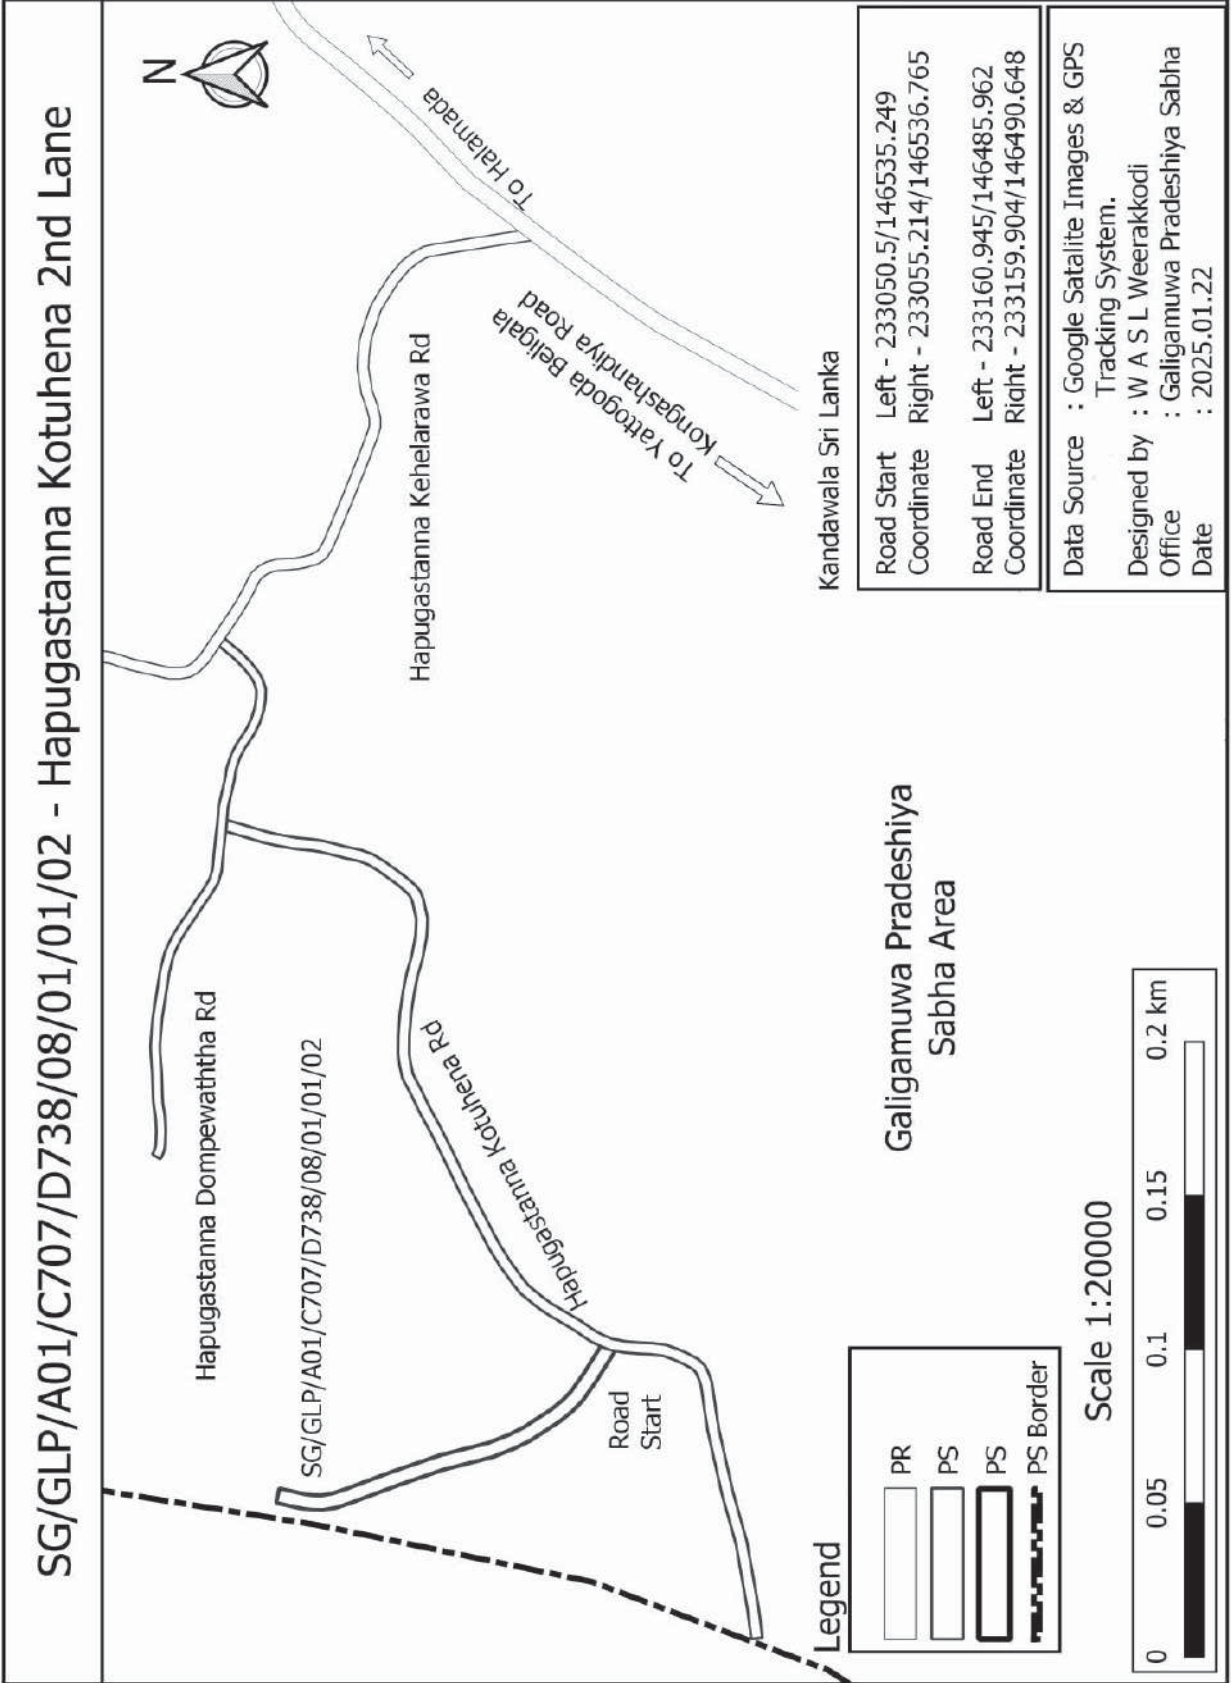 SG/GLP/A01/C707/D738/08/01/01/02 - Hapugastanna Kotuhena 2nd Lane
N
To Halamada
Hapugastanna Dompewaththa Rd
SG/GLP/A01/C707/D738/08/01/01/02
Hapugastanna Kehelarawa Rd
To Yattogoda Beligala
Kongashandiya Road
Hapugastanna Kotuhena Rd
Road
Start
Kandawala Sri Lanka
Galigamuwa Pradeshiya
Sabha Area
Legend
PR
PS
PS
PS Border
Scale 1:20000
0 0.05 0.1 0.15 0.2 km
Road Start Left - 233050.5/146535.249
Coordinate Right - 233055.214/146536.765
Road End Left - 233160.945/146485.962
Coordinate Right - 233159.904/146490.648
Data Source : Google Satalite Images & GPS
Tracking System.
Designed by : W A S L Weerakkodi
Office : Galigamuwa Pradeshiya Sabha
Date : 2025.01.22